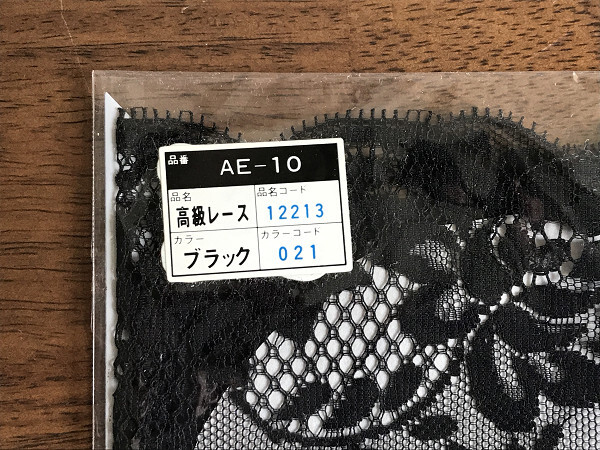 品番 AE-10
品名 品名コード
高級レース 12213
カラー カラーコード
ブラック 021